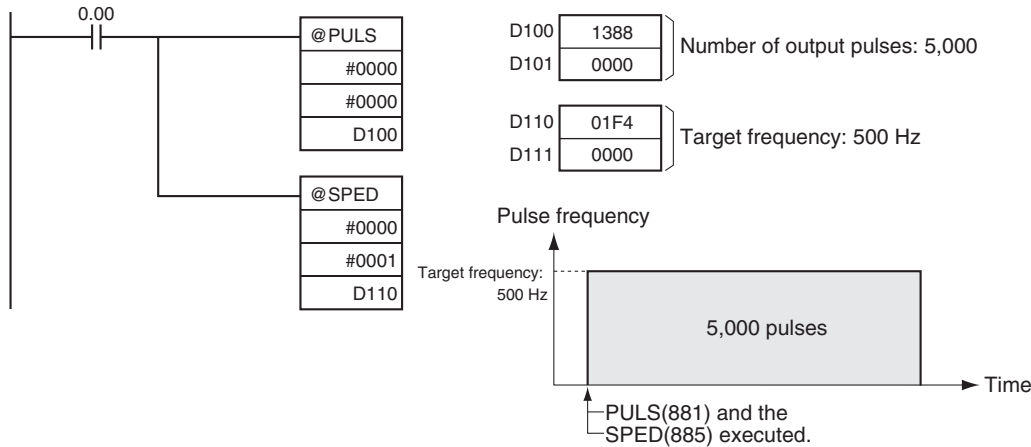 0.00
@PULS
#0000
#0000
D100
@SPED
#0000
#0001
D110
D100 1388
D101 0000
Number of output pulses: 5,000
D110 01F4
D111 0000
Target frequency: 500 Hz
Pulse frequency
Target frequency:
500 Hz
5,000 pulses
Time
PULS(881) and the
SPED(885) executed.